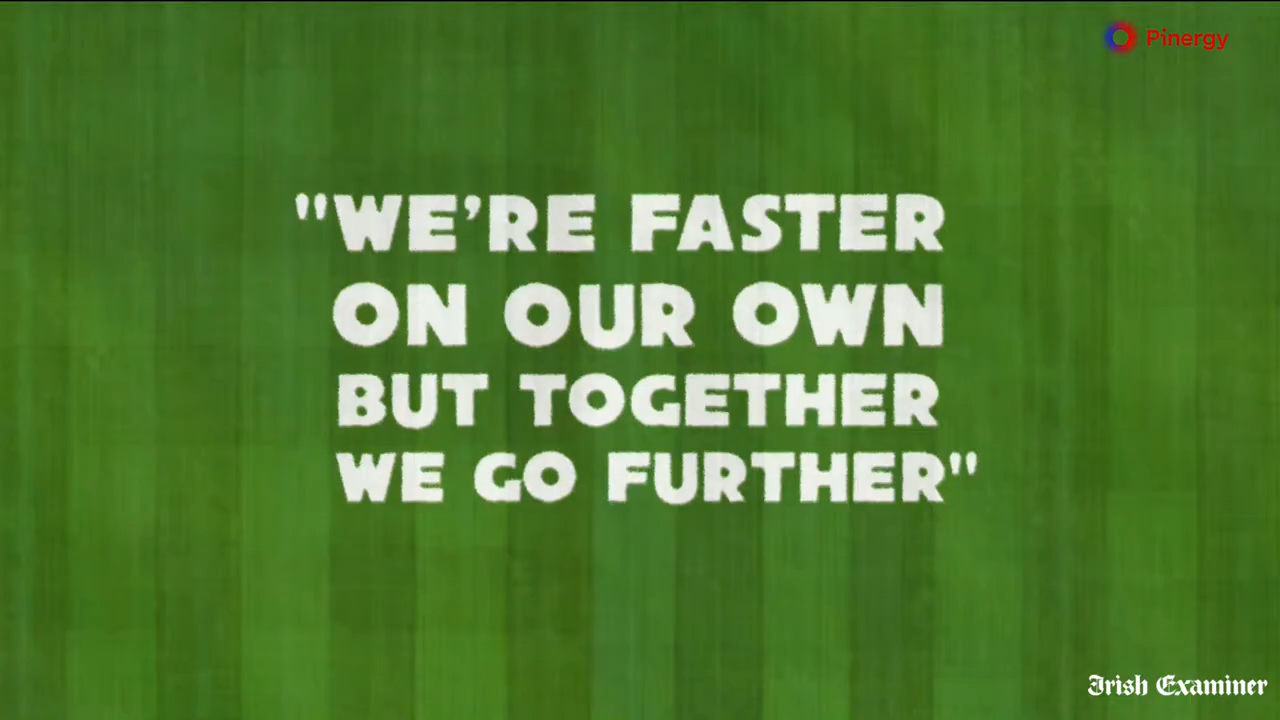 Pinergy
"WE'RE FASTER
ON OUR OWN
BUT TOGETHER
WE GO FURTHER"
Irish Examiner